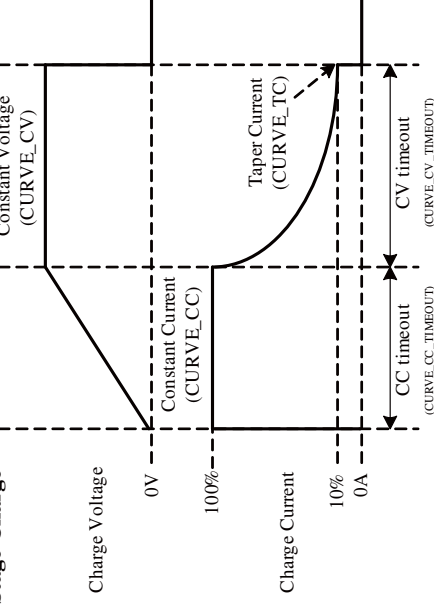 Constant Voltage
(CURVE_CV)
Charge Voltage
0V
Constant Current
(CURVE_CC)
Taper Current
(CURVE_TC)
100%
Charge Current
10%
0A
CC timeout
(CURVE_CC_TIMEOUT)
CV timeout
(CURVE_CV_TIMEOUT)